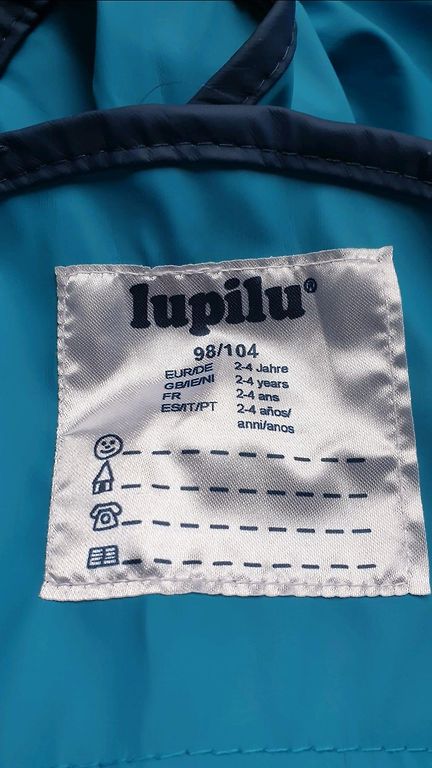 lupilu®
98/104
EUR/DE 2-4 Jahre
GB/IE/NI 2-4 years
FR 2-4 ans
ES/IT/PT 2-4 años/
anni/anos